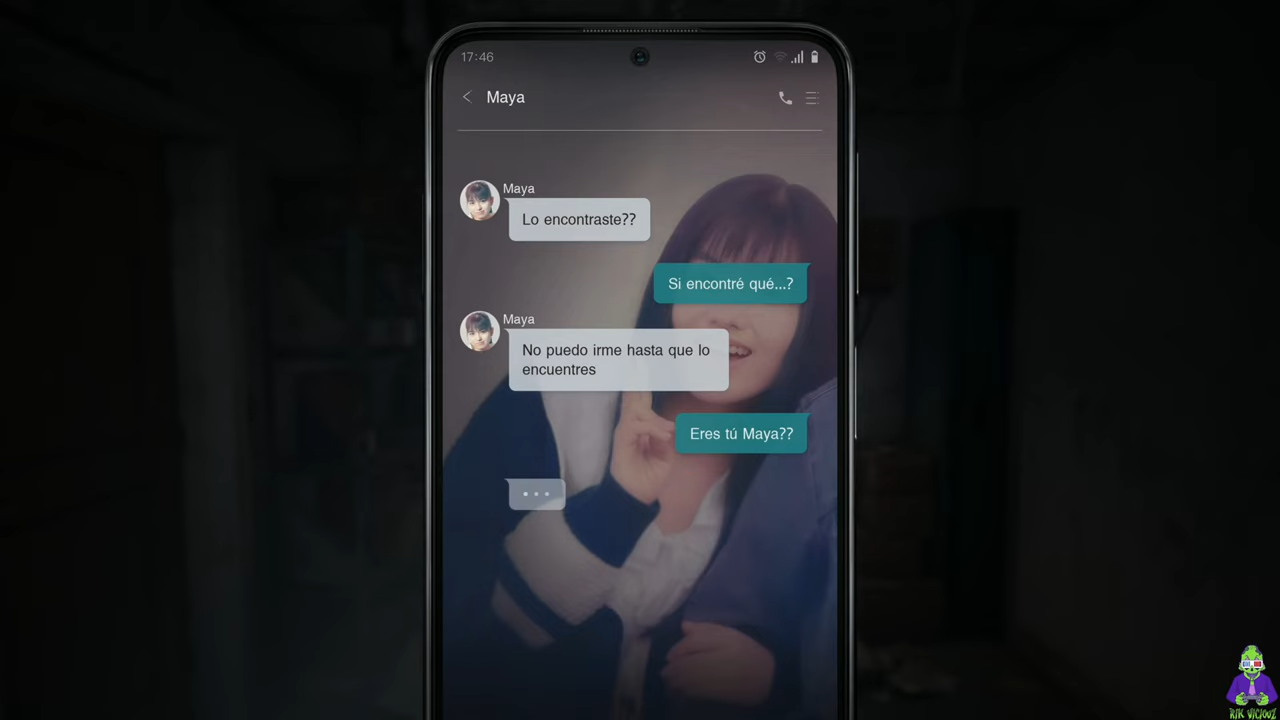 17:46
Maya
Maya
Lo encontraste??
Si encontré qué...?
Maya
No puedo irme hasta que lo
encuentres
Eres tú Maya??
RIK VICIOUZ